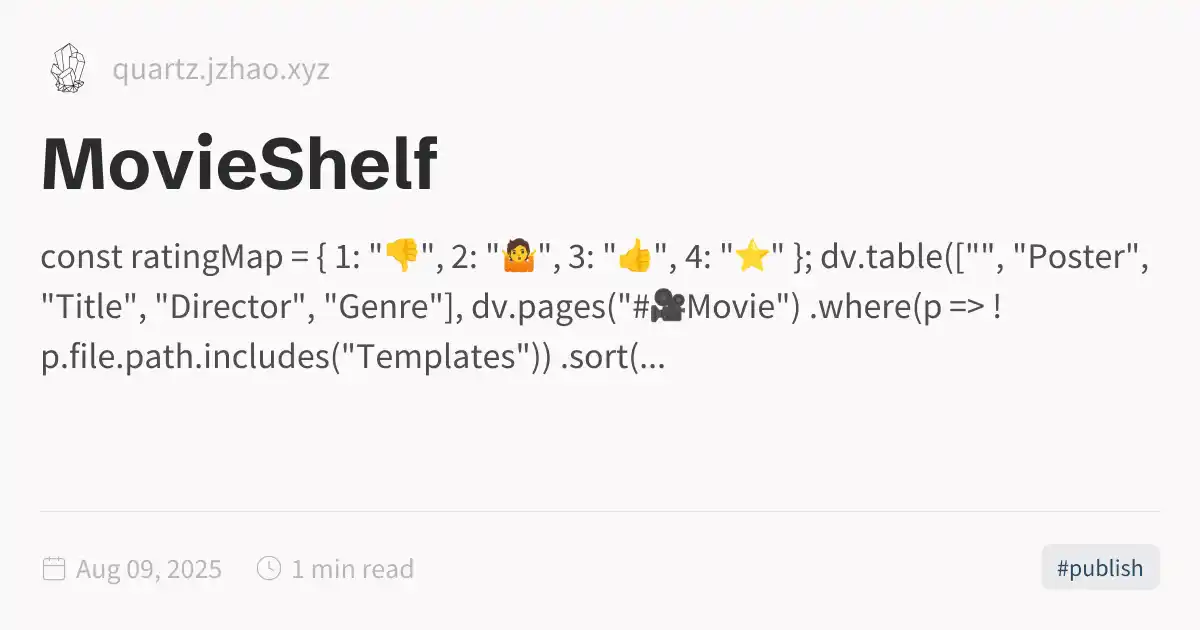 quartz.jzhao.xyz
MovieShelf
const ratingMap = { 1: "👎", 2: "🤷", 3: "👍", 4: "⭐" }; dv.table(["", "Poster",
"Title", "Director", "Genre"], dv.pages("#🎥Movie") .where(p => !
p.file.path.includes("Templates")) .sort(...
Aug 09, 2025
1 min read
#publish